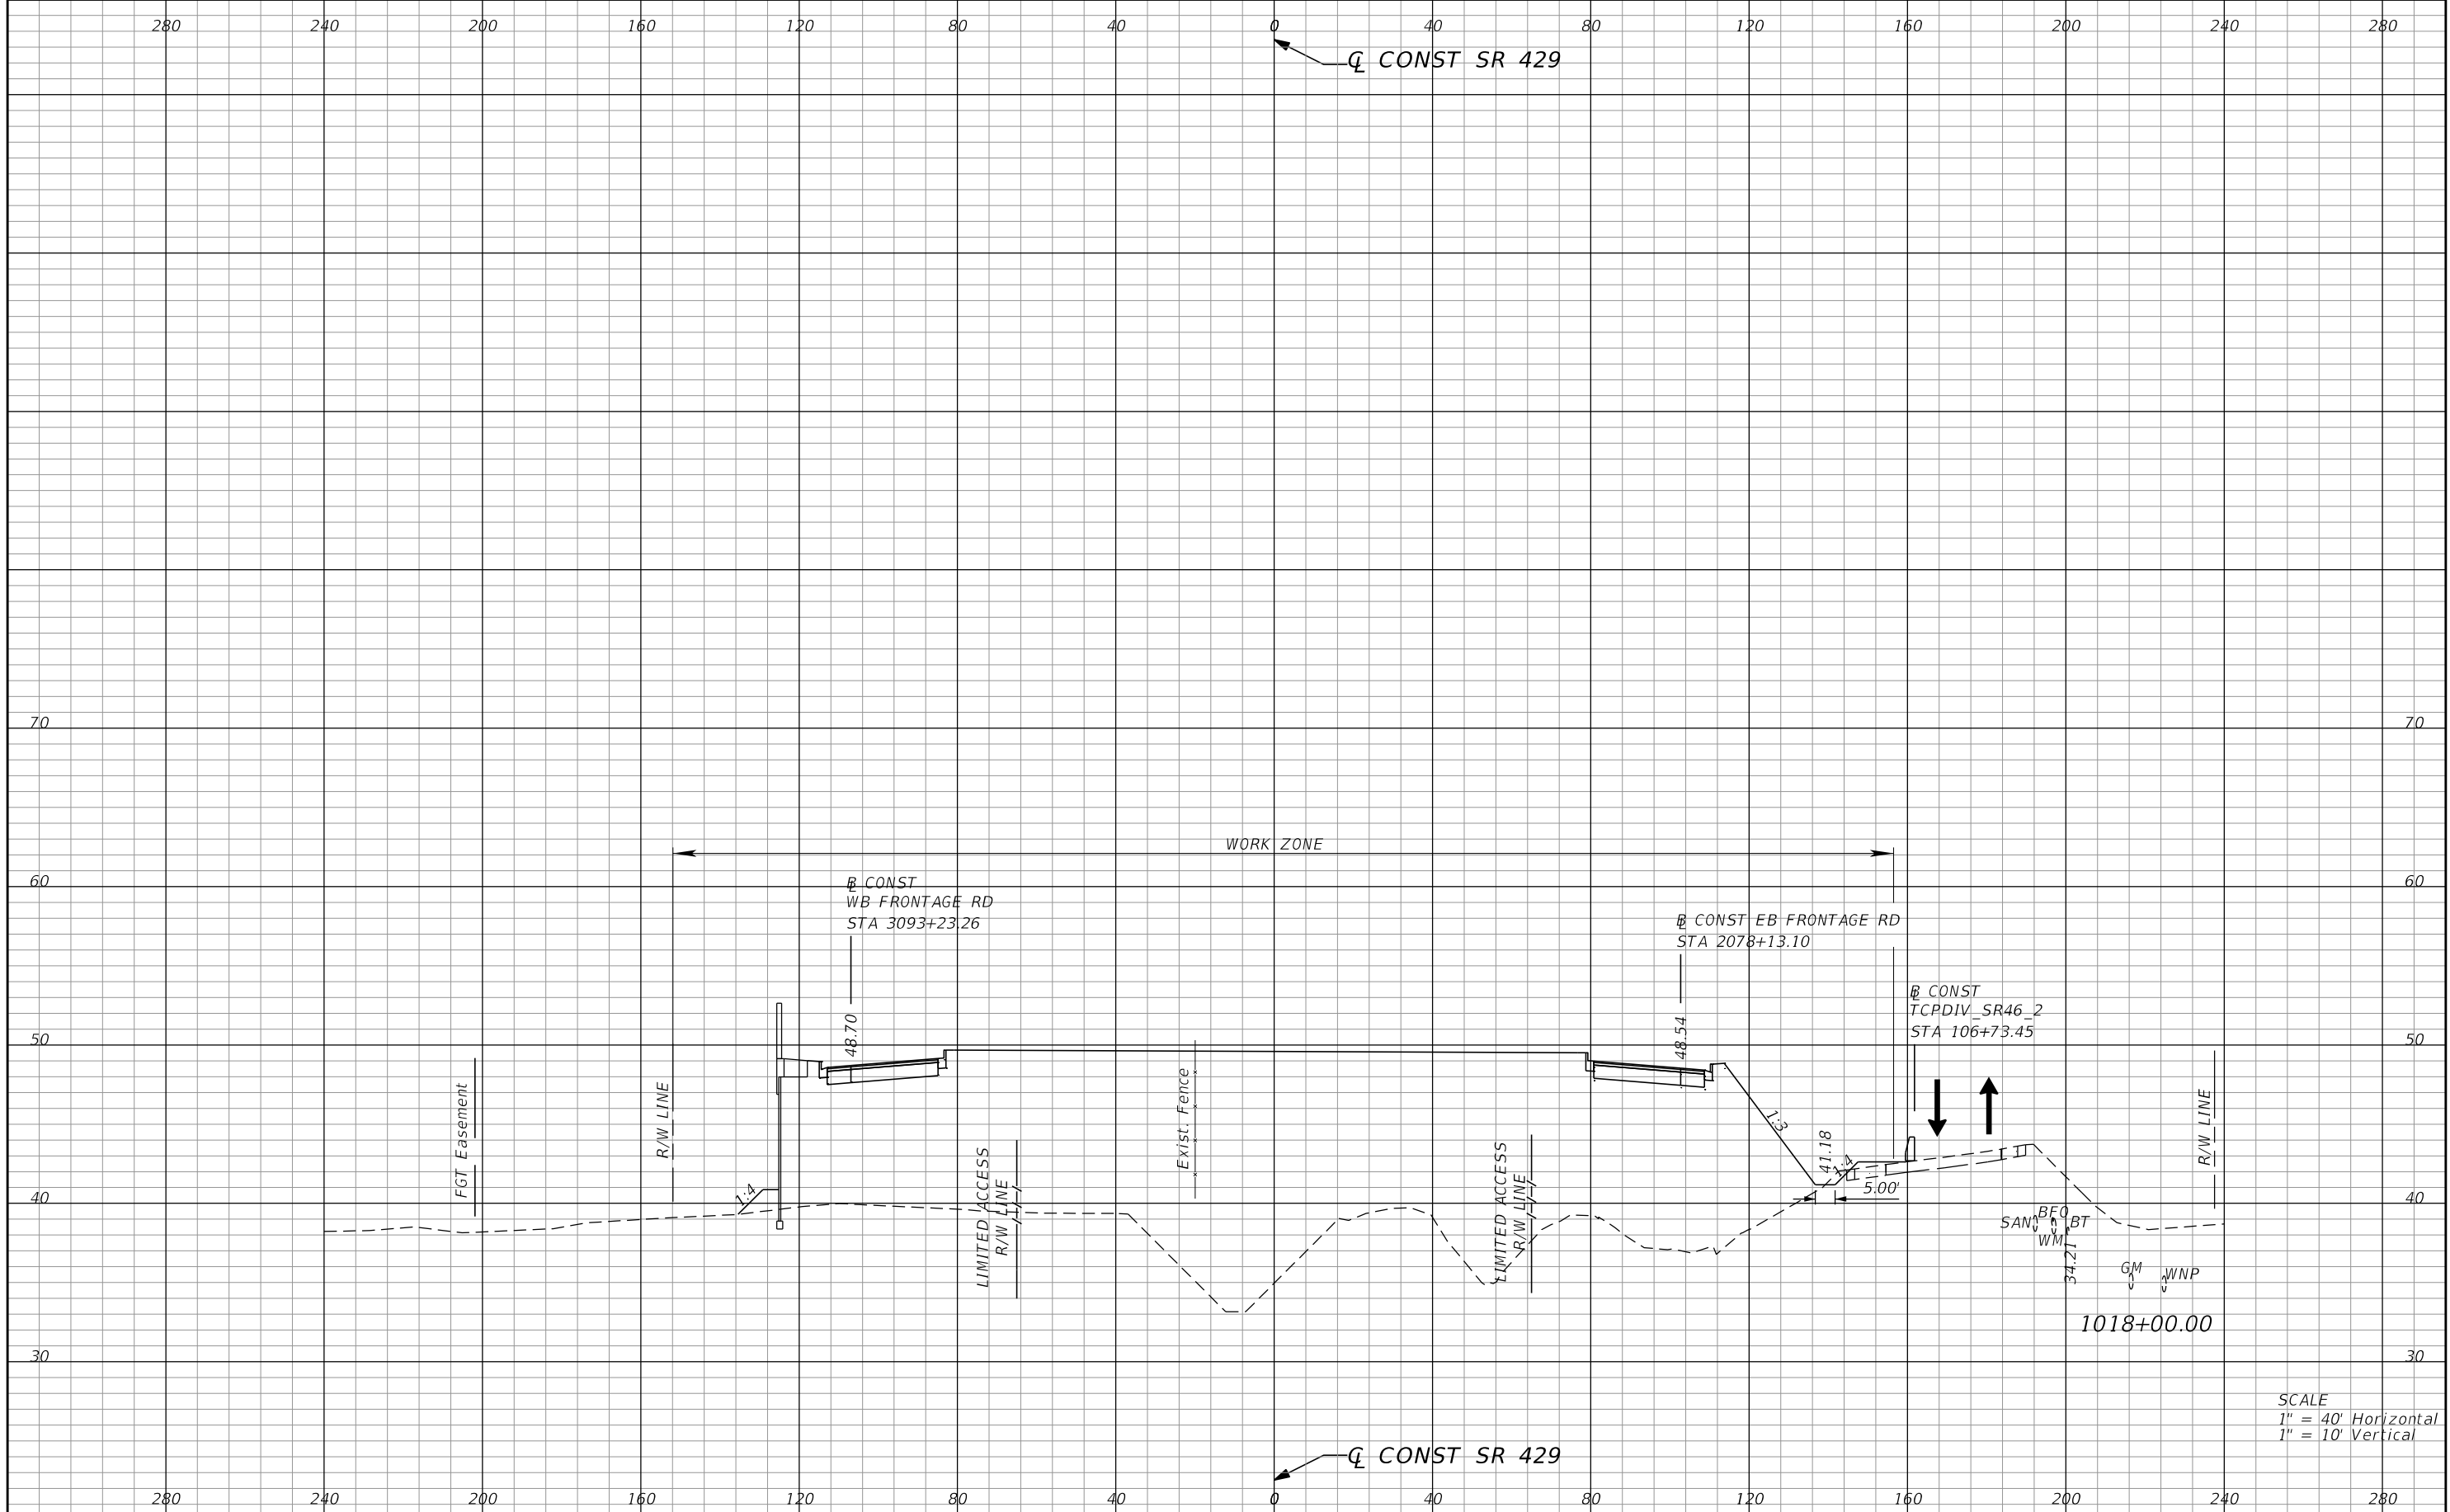 280 240 200 160 120 80 40 0 40 80 120 160 200 240 280
℄ CONST SR 429
70 70
WORK ZONE
60 60
B CONST
WB FRONTAGE RD
STA 3093+23.26
B CONST EB FRONTAGE RD
STA 2078+13.10
B CONST
TCPDIV_SR46_2
STA 106+73.45
50 50
48.70
48.54
FGT Easement
R/W LINE
LIMITED ACCESS
R/W LINE
Exist. Fence
LIMITED ACCESS
R/W LINE
1:4
1:3
41.18
1:4
5.00'
R/W LINE
40 40
SAN
BFO
BT
WM
34.21
GM
WNP
1018+00.00
30 30
SCALE
1" = 40' Horizontal
1" = 10' Vertical
℄ CONST SR 429
280 240 200 160 120 80 40 0 40 80 120 160 200 240 280